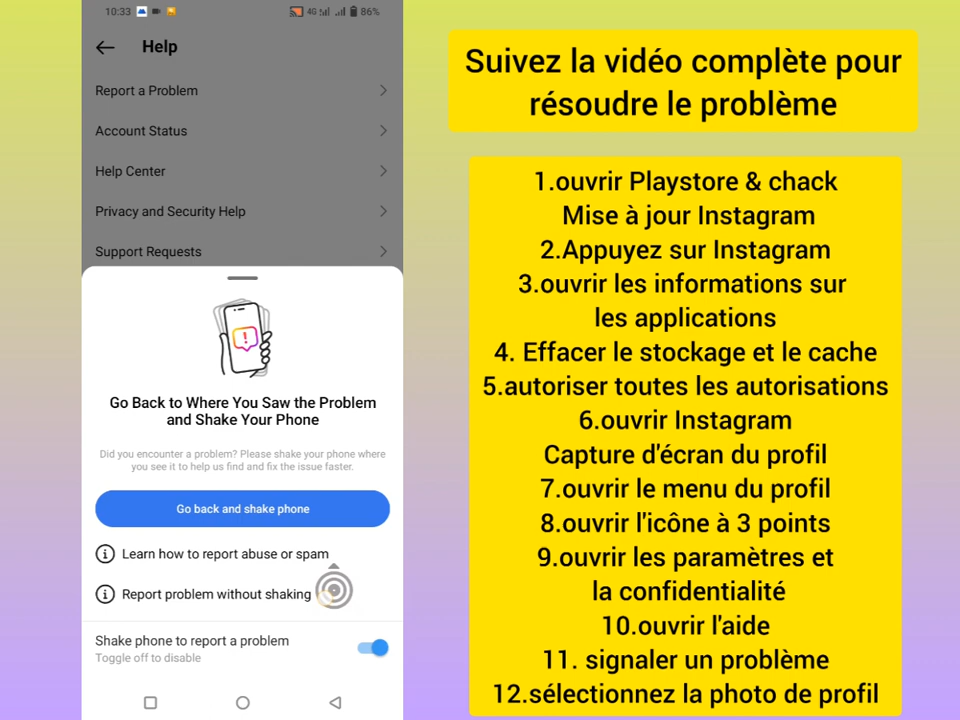 10:33
4G
86%
Help
Report a Problem
Account Status
Help Center
Privacy and Security Help
Support Requests
Go Back to Where You Saw the Problem
and Shake Your Phone
Did you encounter a problem? Please shake your phone where
you see it to help us find and fix the issue faster.
Go back and shake phone
Learn how to report abuse or spam
Report problem without shaking
Shake phone to report a problem
Toggle off to disable
Suivez la vidéo complète pour
résoudre le problème
1.ouvrir Playstore & chack
Mise à jour Instagram
2.Appuyez sur Instagram
3.ouvrir les informations sur
les applications
4. Effacer le stockage et le cache
5.autoriser toutes les autorisations
6.ouvrir Instagram
Capture d'écran du profil
7.ouvrir le menu du profil
8.ouvrir l'icône à 3 points
9.ouvrir les paramètres et
la confidentialité
10.ouvrir l'aide
11. signaler un problème
12.sélectionnez la photo de profil